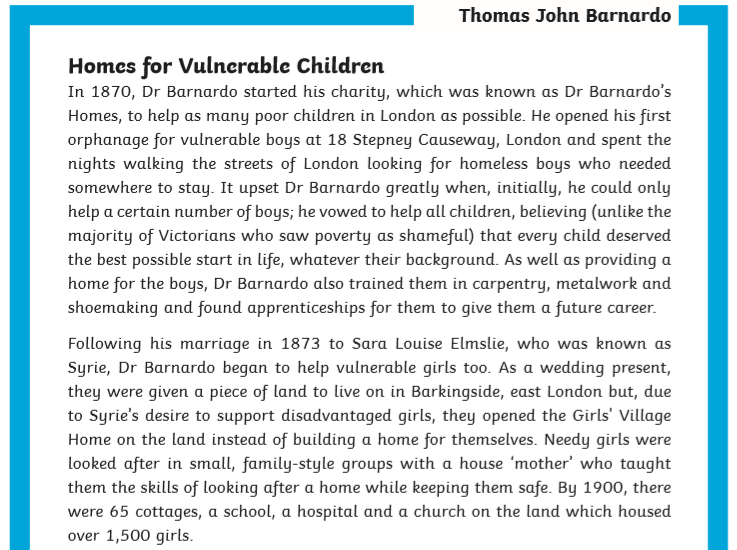 Thomas John Barnardo
Homes for Vulnerable Children
In 1870, Dr Barnardo started his charity, which was known as Dr Barnardo's
Homes, to help as many poor children in London as possible. He opened his first
orphanage for vulnerable boys at 18 Stepney Causeway, London and spent the
nights walking the streets of London looking for homeless boys who needed
somewhere to stay. It upset Dr Barnardo greatly when, initially, he could only
help a certain number of boys; he vowed to help all children, believing (unlike the
majority of Victorians who saw poverty as shameful) that every child deserved
the best possible start in life, whatever their background. As well as providing a
home for the boys, Dr Barnardo also trained them in carpentry, metalwork and
shoemaking and found apprenticeships for them to give them a future career.
Following his marriage in 1873 to Sara Louise Elmslie, who was known as
Syrie, Dr Barnardo began to help vulnerable girls too. As a wedding present,
they were given a piece of land to live on in Barkingside, east London but, due
to Syrie's desire to support disadvantaged girls, they opened the Girls' Village
Home on the land instead of building a home for themselves. Needy girls were
looked after in small, family-style groups with a house 'mother' who taught
them the skills of looking after a home while keeping them safe. By 1900, there
were 65 cottages, a school, a hospital and a church on the land which housed
over 1,500 girls.